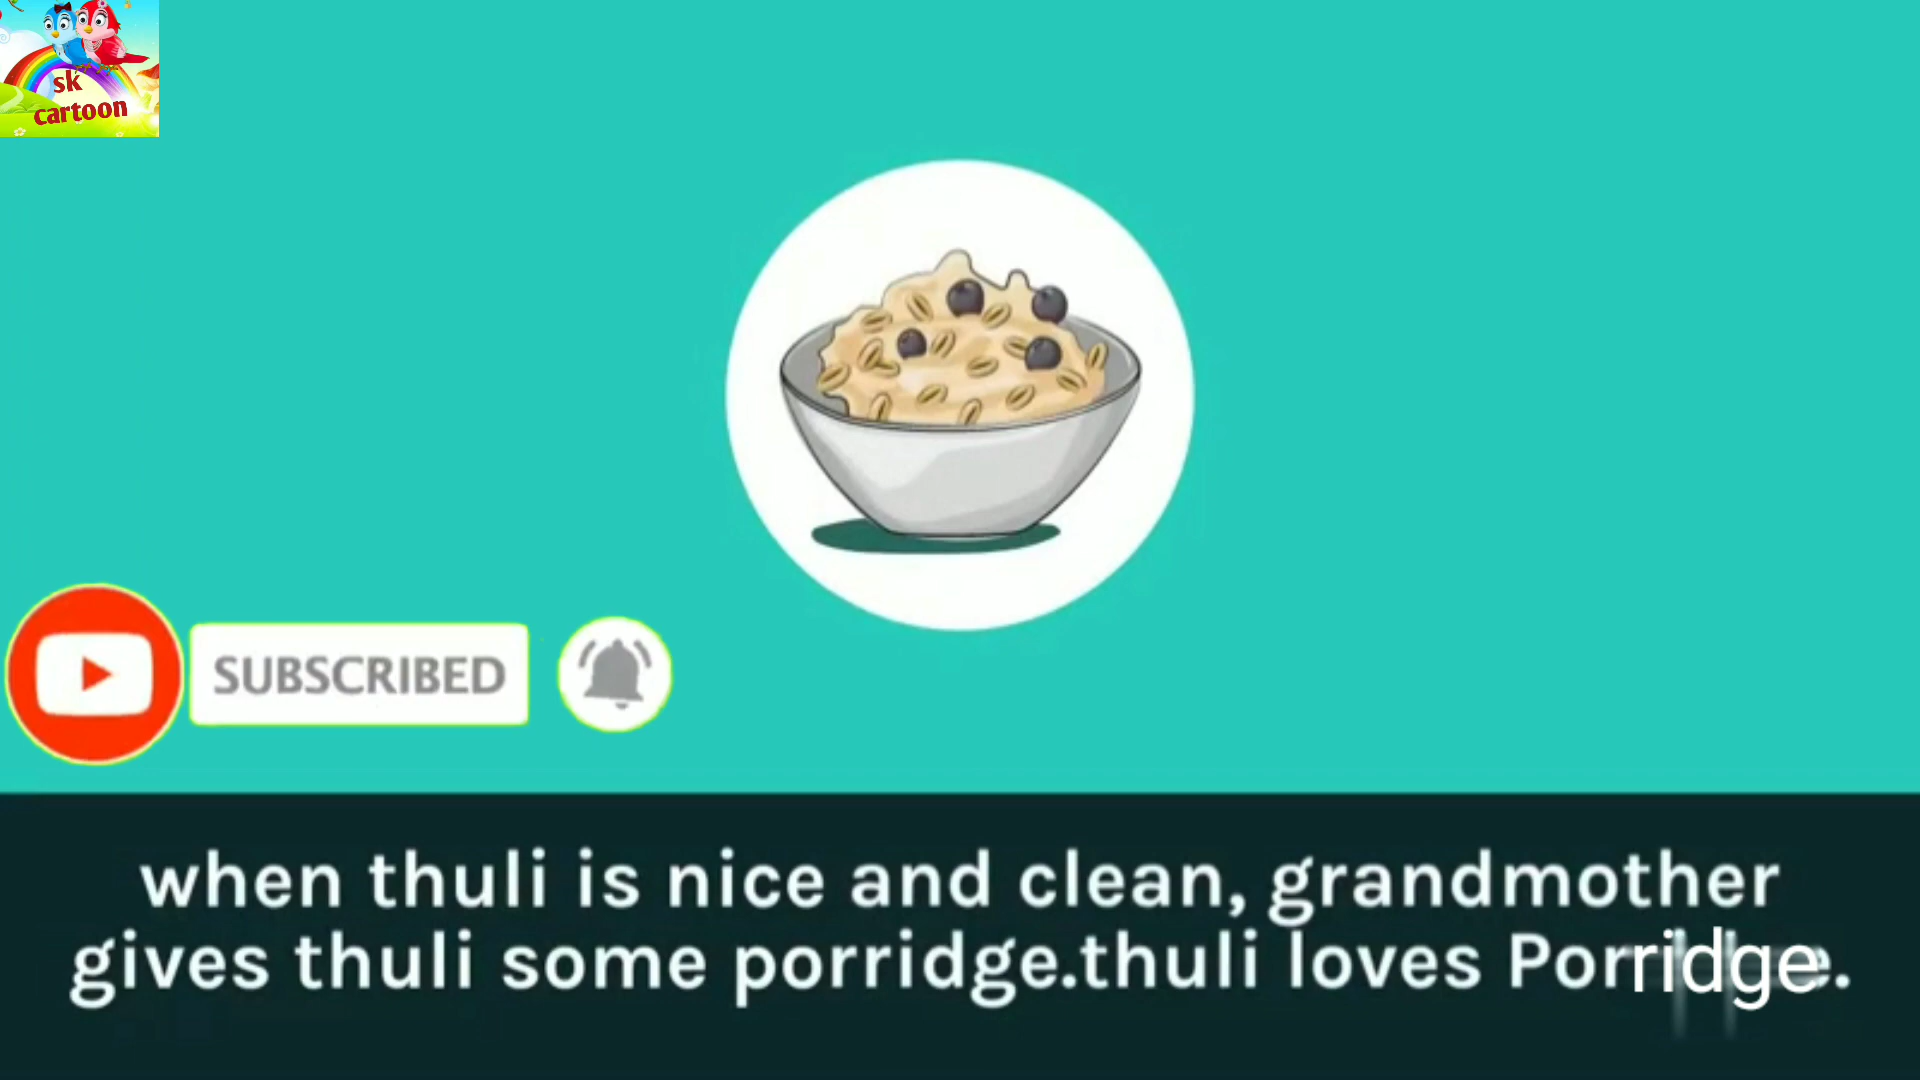 sk
cartoon
SUBSCRIBED
when thuli is nice and clean, grandmother
gives thuli some porridge.thuli loves Porridge.